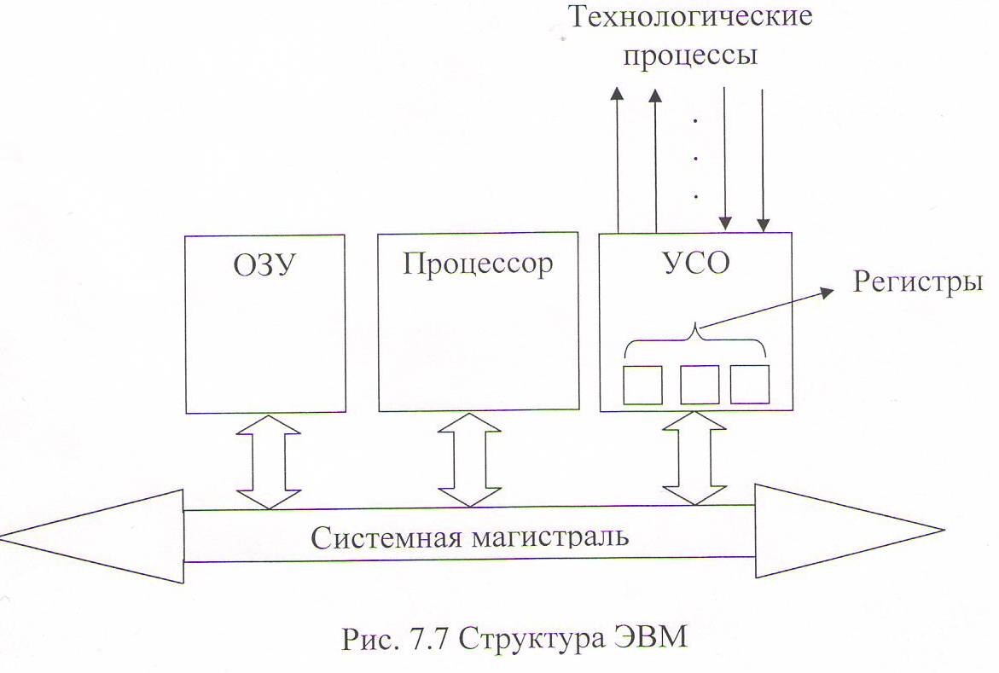 Технологические
процессы
ОЗУ
Процессор
УСО
Регистры
Системная магистраль
Рис. 7.7 Структура ЭВМ